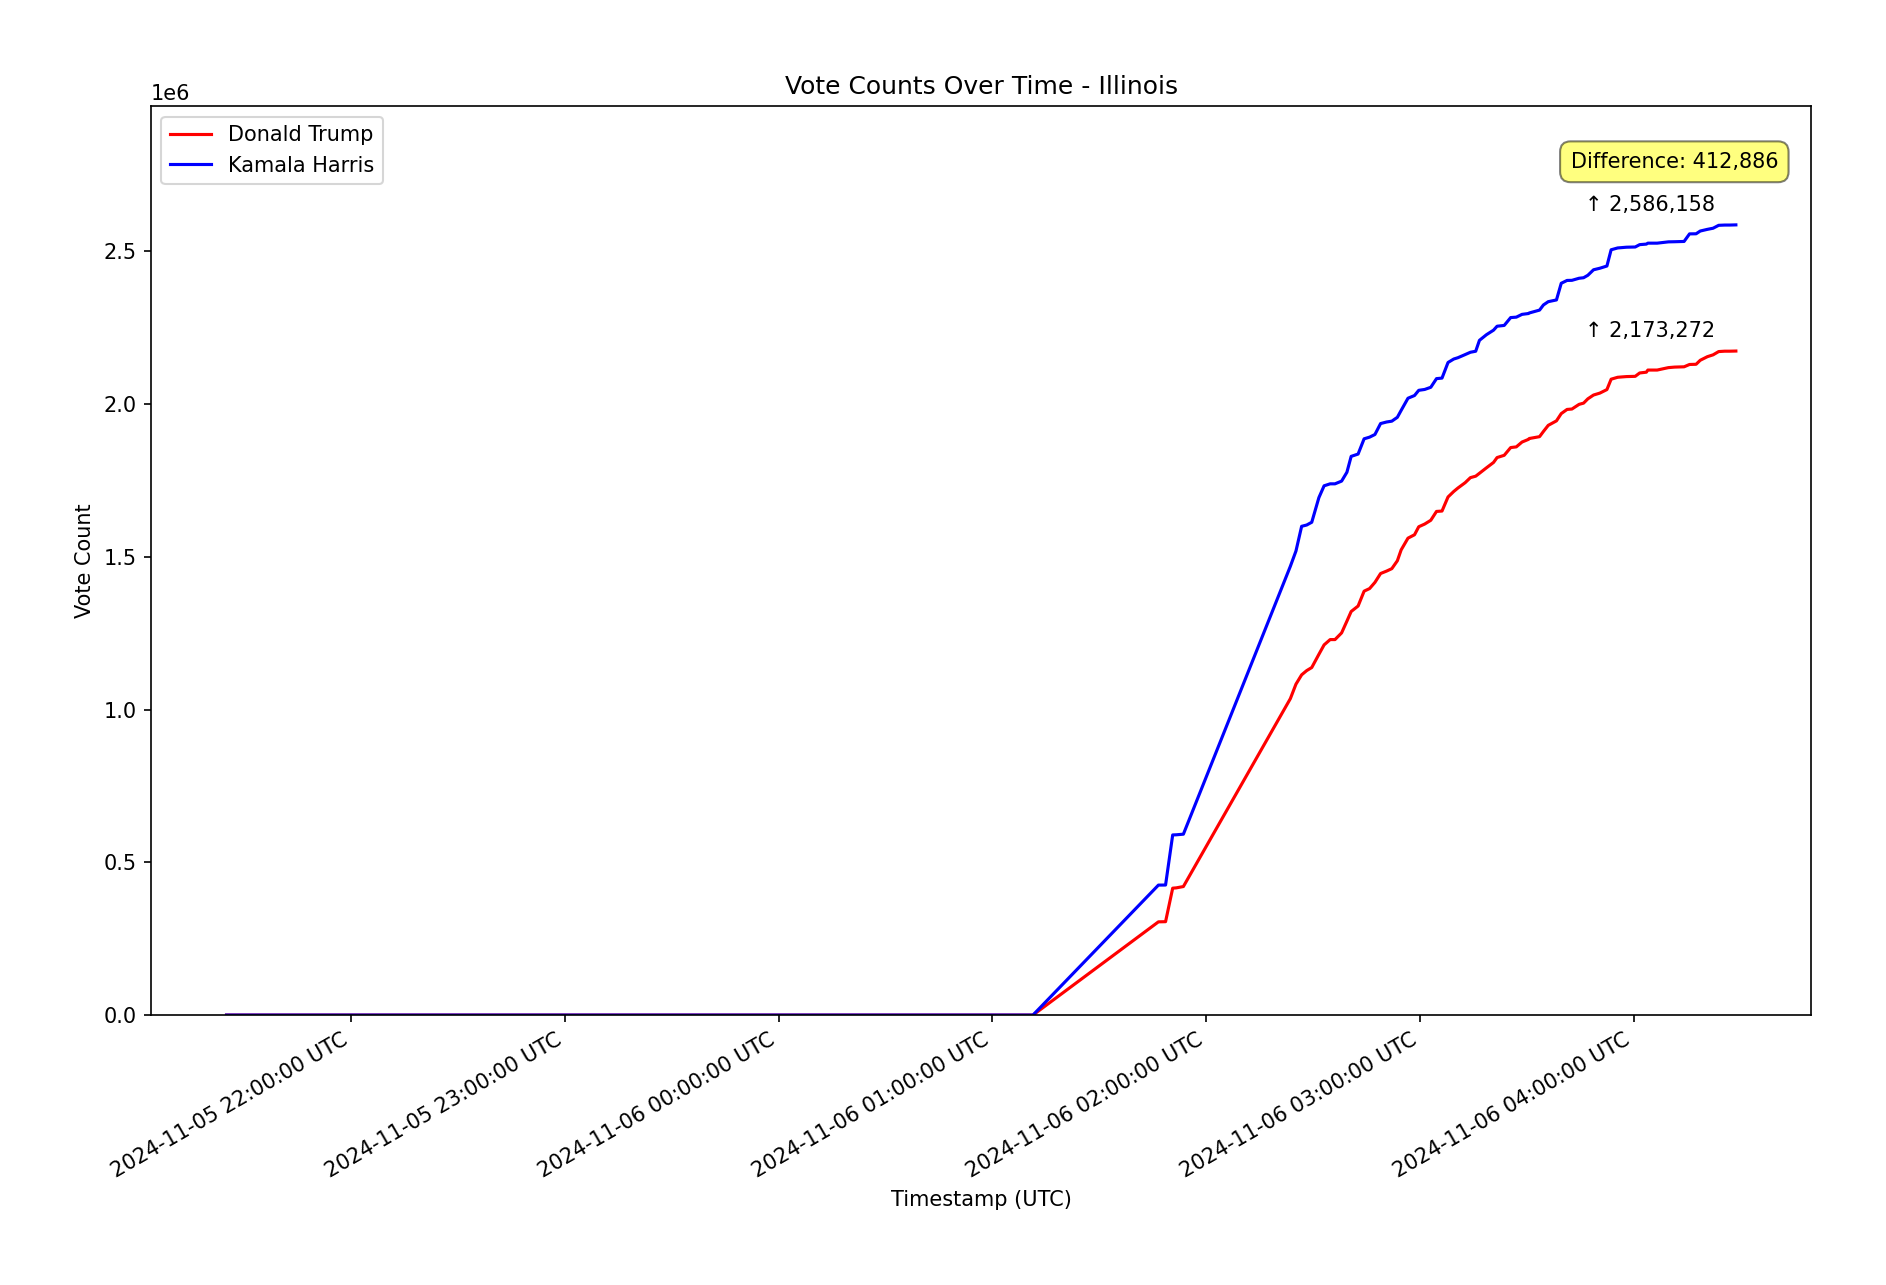 Vote Counts Over Time - Illinois
1e6
Donald Trump
Kamala Harris
Difference: 412,886
↑ 2,586,158
↑ 2,173,272
2.5
2.0
1.5
1.0
0.5
0.0
Vote Count
2024-11-05 22:00:00 UTC
2024-11-05 23:00:00 UTC
2024-11-06 00:00:00 UTC
2024-11-06 01:00:00 UTC
2024-11-06 02:00:00 UTC
2024-11-06 03:00:00 UTC
2024-11-06 04:00:00 UTC
Timestamp (UTC)